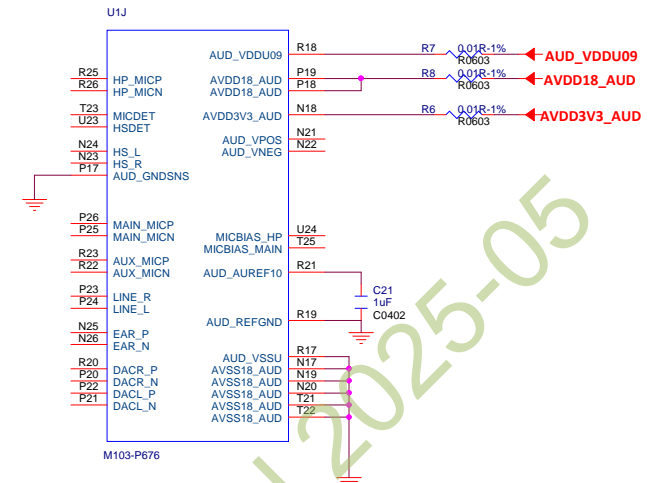 U1J
AUD_VDDU09 R18 R7 0.01R-1% R0603 AUD_VDDU09
R25 HP_MICP AVDD18_AUD P19 R8 0.01R-1% R0603 AVDD18_AUD
R26 HP_MICN AVDD18_AUD P18
T23 MICDET AVDD3V3_AUD N18 R6 0.01R-1% R0603 AVDD3V3_AUD
U23 HSDET
AUD_VPOS N21
N24 HS_L AUD_VNEG N22
N23 HS_R
P17 AUD_GNDSNS
P26 MAIN_MICP
P25 MAIN_MICN MICBIAS_HP U24
MICBIAS_MAIN T25
R23 AUX_MICP
R22 AUX_MICN AUD_AUREF10 R21
C21
1uF
C0402
P23 LINE_R
P24 LINE_L
AUD_REFGND R19
N25 EAR_P
N26 EAR_N
AUD_VSSU R17
R20 DACR_P AVSS18_AUD N17
P20 DACR_N AVSS18_AUD N19
P22 DACL_P AVSS18_AUD N20
P21 DACL_N AVSS18_AUD T21
AVSS18_AUD T22
M103-P676
2025-05